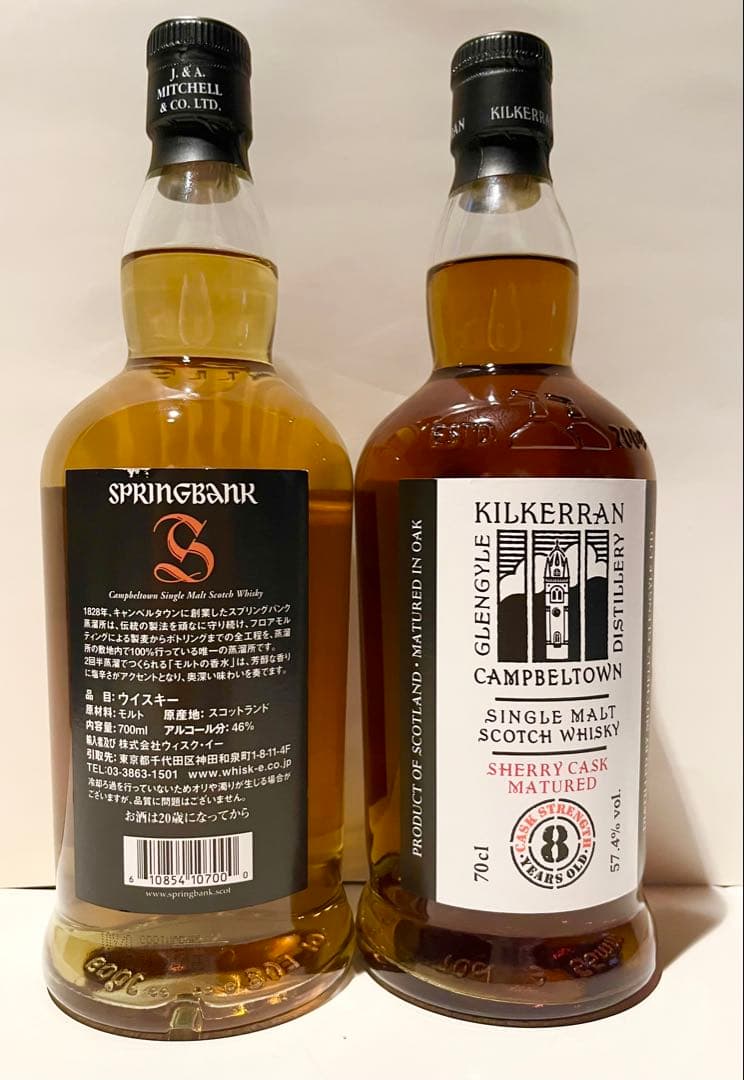 J. & A.
MITCHELL
& CO. LTD.
SPRINGBANK
S
Campbeltown Single Malt Scotch Whisky
1828年、キャンベルタウンに創業したスプリングバンク
蒸溜所は、伝統の製法を頑なに守り続け、フロアモル
ティングによる製麦からボトリングまでの全工程を、蒸溜
所の敷地内で100%行っている唯一の蒸溜所です。
2回半蒸溜でつくられる「モルトの香水」は、芳醇な香り
に塩辛さがアクセントとなり、奥深い味わいを奏でます。
品 目:ウイスキー
原材料:モルト 原産地:スコットランド
内容量:700ml アルコール分:46%
輸入者及び 株式会社ウィスク・イー
引取先:東京都千代田区神田和泉町1-8-11-4F
TEL:03-3863-1501 www.whisk-e.co.jp
冷却ろ過を行っていないためオリや濁りが生じる場合が
ございますが、品質に問題はございません。
お酒は20歳になってから
6 10854 10700 0
www.springbank.scot
KILKERRAN
ESTD 2004
PRODUCT OF SCOTLAND • MATURED IN OAK
KILKERRAN
GLENGYLE
DISTILLERY
CAMPBELTOWN
SINGLE MALT
SCOTCH WHISKY
SHERRY CASK
MATURED
CASK STRENGTH
8
YEARS OLD
70cl
57.4% vol.